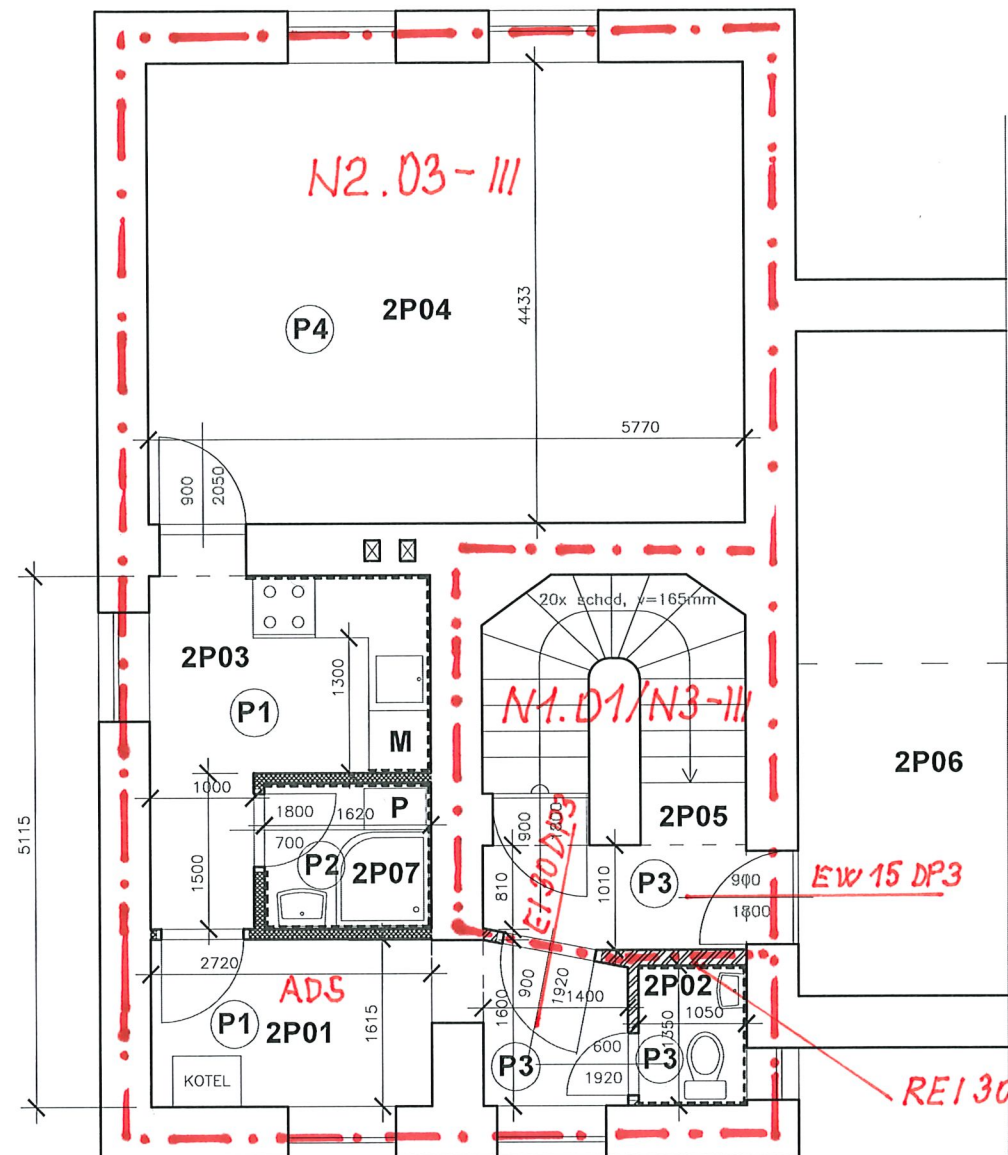 N2.03-III
2P04
P4
4433
5770
900
2050
20x schod, v=165mm
2P03
1300
P1
N1.01/N3-III
M
2P06
1000
P
1800
1620
2P05
5115
700
900
1200
P2
2P07
EI 30 DP3
P3
EW 15 DP3
1500
810
1010
900
1800
2720
ADS
900
1920
2P02
1400
1050
P1
2P01
1615
1600
1350
600
P3
P3
KOTEL
1920
REI 30